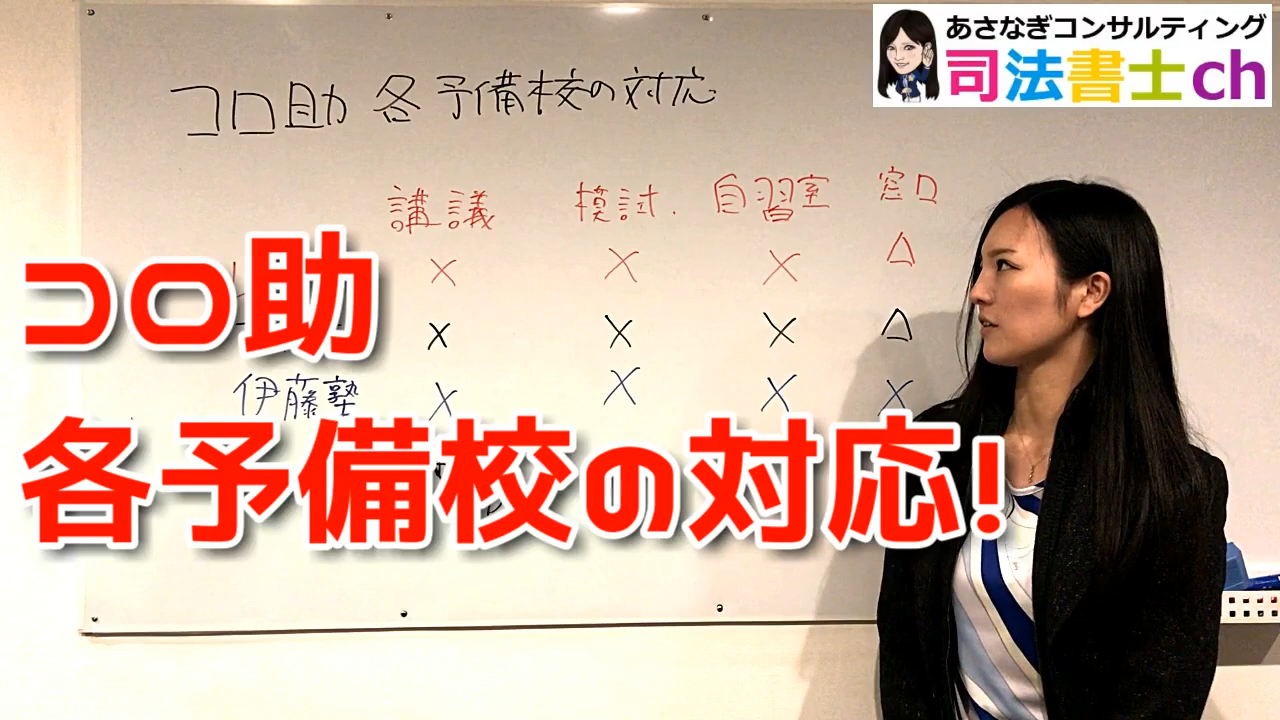 あさなぎコンサルティング
司法書士ch
コロ助 各予備校の対応
講義 模試. 自習室 窓口
× × × △
× × × △
伊藤塾 × × × ×
コロ助
各予備校の対応!